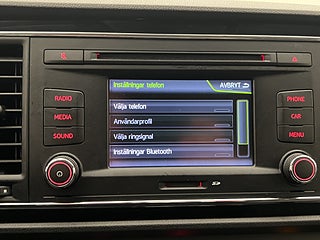 Inställningar telefon
AVBRYT
Välja telefon
Användarprofil
Välja ringsignal
Inställningar Bluetooth
RADIO
MEDIA
SOUND
PHONE
CAR
MENU
SD